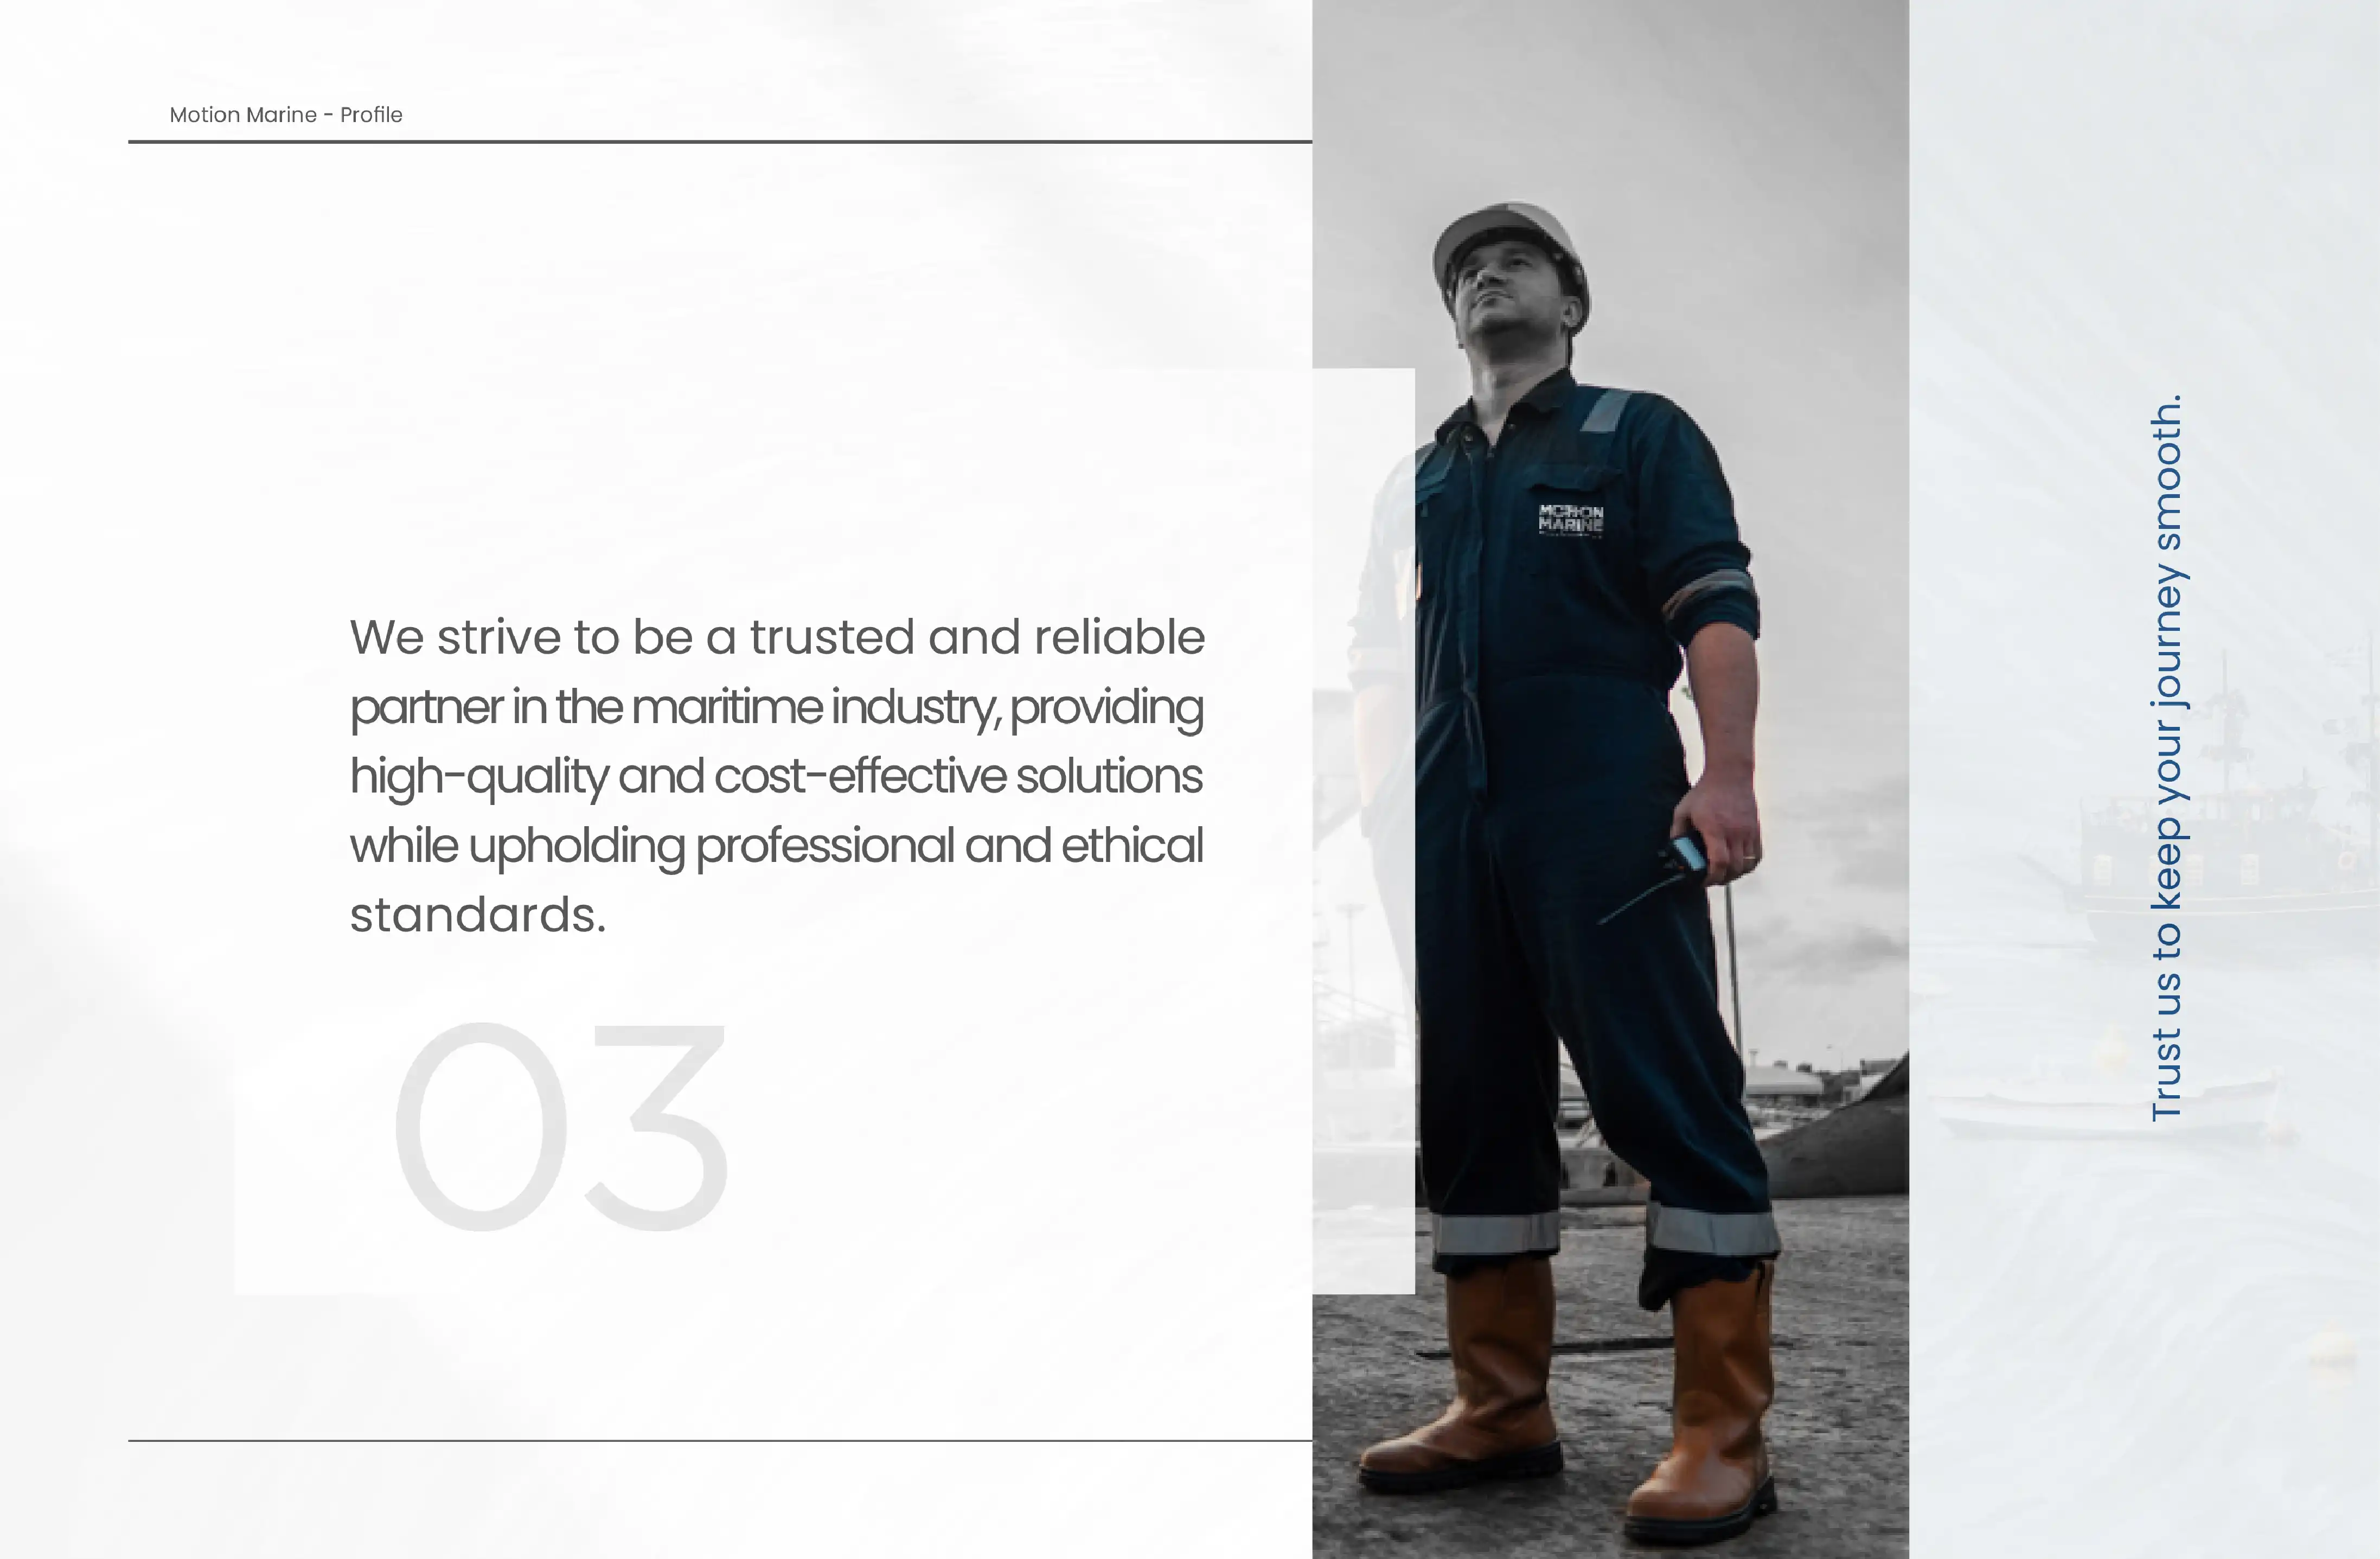 Motion Marine - Profile
We strive to be a trusted and reliable
partner in the maritime industry, providing
high-quality and cost-effective solutions
while upholding professional and ethical
standards.
03
MOTION
MARINE
Trust us to keep your journey smooth.